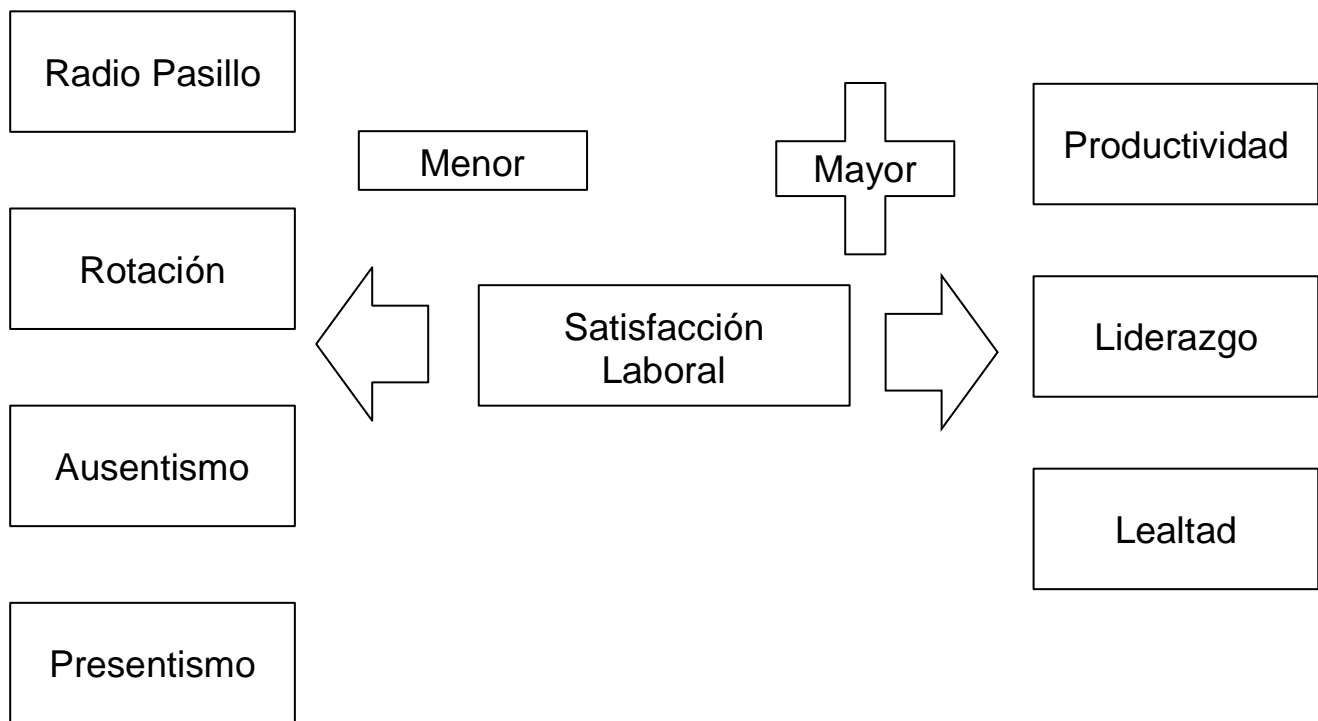 Radio Pasillo
Rotación
Ausentismo
Presentismo
Menor
Mayor
Satisfacción
Laboral
Productividad
Liderazgo
Lealtad